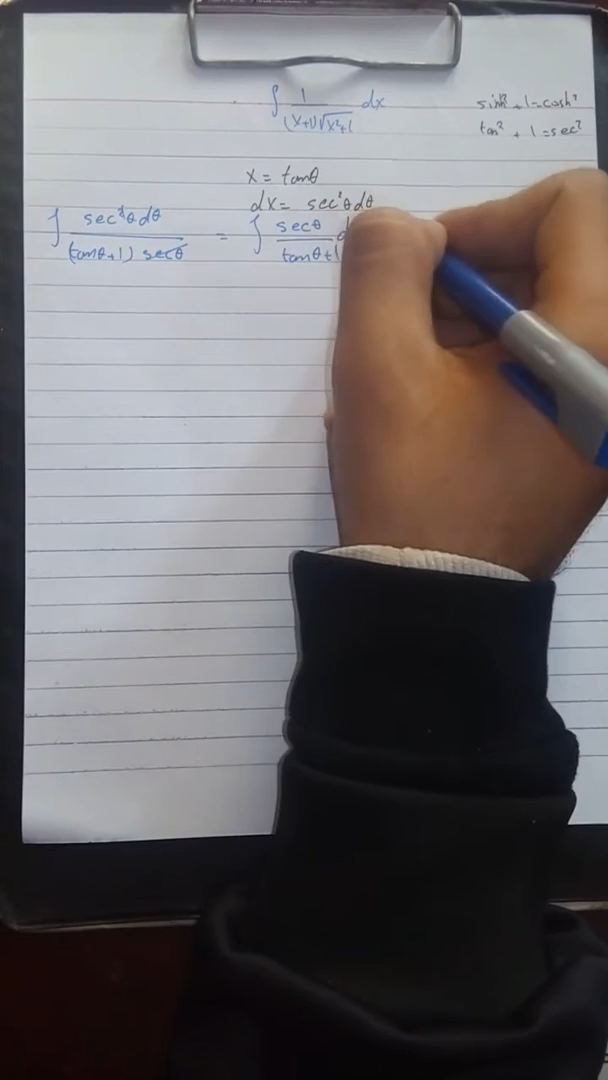 ∫ 1/((x+1)√(x²+1)) dx
sinh² + 1 = cosh²
tan² + 1 = sec²
x = tanθ
dx = sec²θ dθ
∫ sec²θ dθ / ((tanθ+1) secθ) = ∫ secθ / (tanθ+1) d